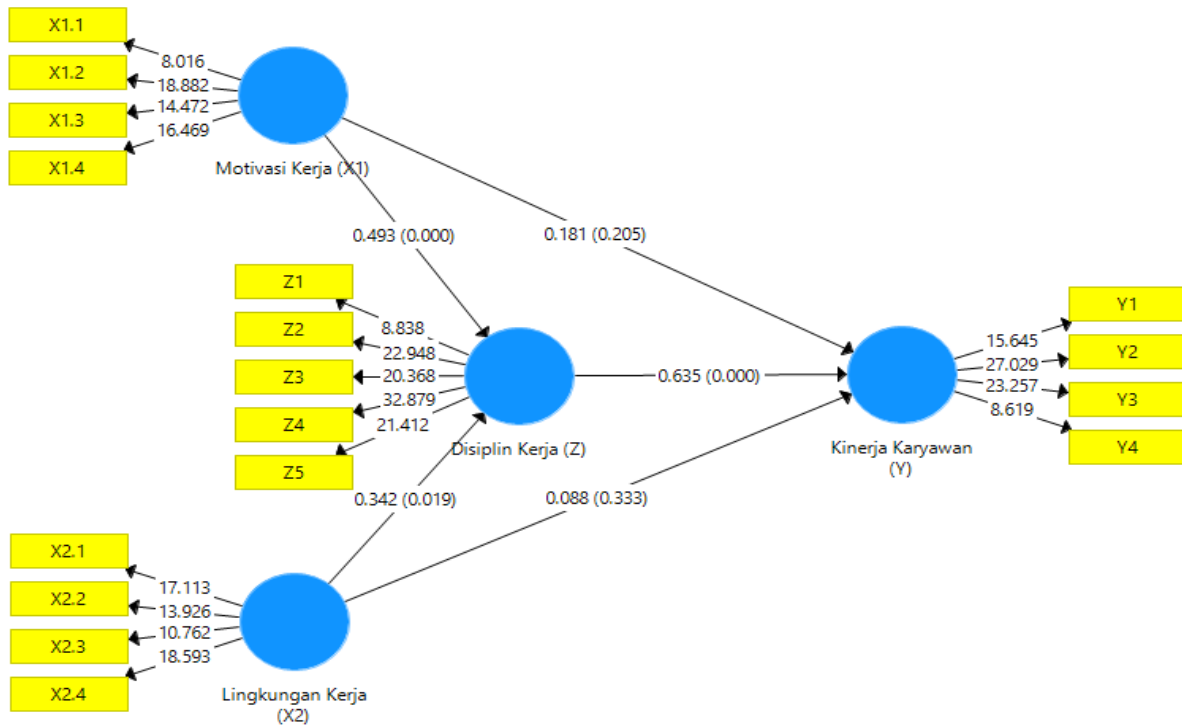 X1.1
8.016
X1.2
18.882
X1.3
14.472
X1.4
16.469
Motivasi Kerja (X1)
0.493 (0.000)
0.181 (0.205)
Z1
8.838
Z2
22.948
Z3
20.368
Z4
32.879
Z5
21.412
Disiplin Kerja (Z)
0.635 (0.000)
Y1
15.645
Y2
27.029
Y3
23.257
Y4
8.619
Kinerja Karyawan
(Y)
0.342 (0.019)
0.088 (0.333)
X2.1
17.113
X2.2
13.926
X2.3
10.762
X2.4
18.593
Lingkungan Kerja
(X2)